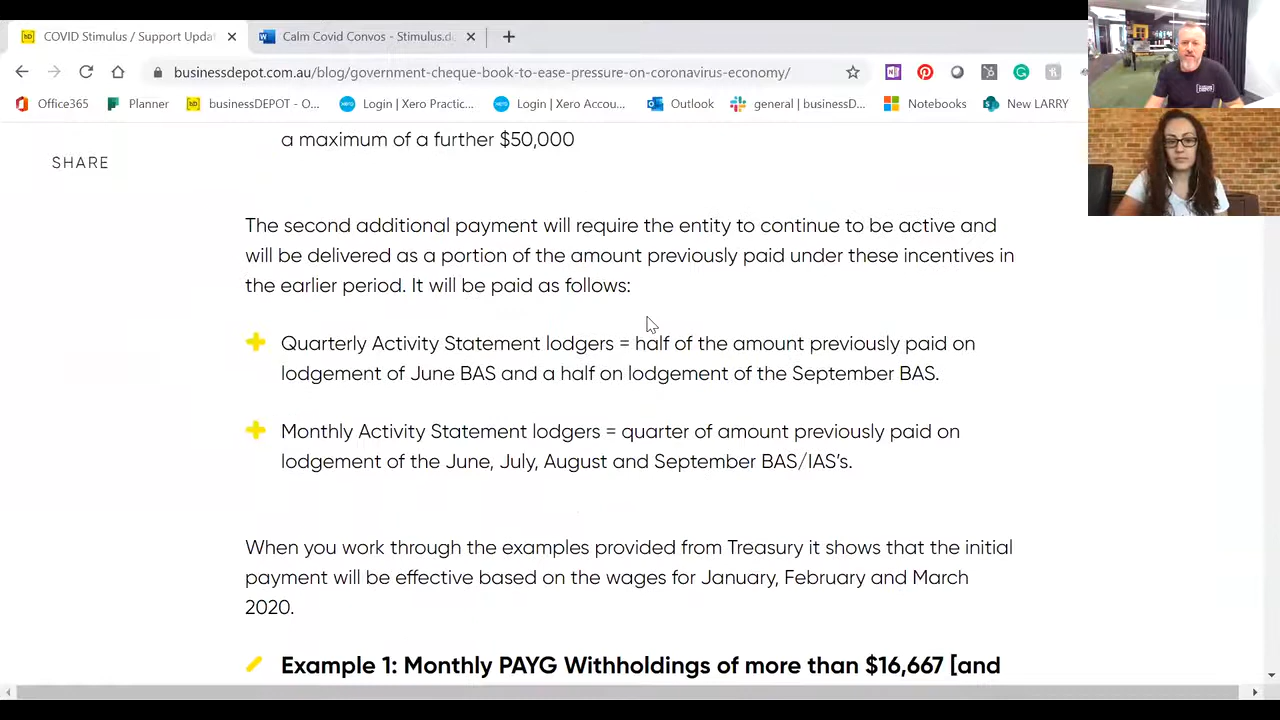 COVID Stimulus / Support Upda
Calm Covid Convos - Stimulus.d
businessdepot.com.au/blog/government-cheque-book-to-ease-pressure-on-coronavirus-economy/
Office365
Planner
businessDEPOT - O...
Login | Xero Practic...
Login | Xero Accou...
Outlook
general | businessD...
Notebooks
New LARRY
a maximum of a further $50,000
SHARE
The second additional payment will require the entity to continue to be active and
will be delivered as a portion of the amount previously paid under these incentives in
the earlier period. It will be paid as follows:
Quarterly Activity Statement lodgers = half of the amount previously paid on
lodgement of June BAS and a half on lodgement of the September BAS.
Monthly Activity Statement lodgers = quarter of amount previously paid on
lodgement of the June, July, August and September BAS/IAS's.
When you work through the examples provided from Treasury it shows that the initial
payment will be effective based on the wages for January, February and March
2020.
Example 1: Monthly PAYG Withholdings of more than $16,667 [and